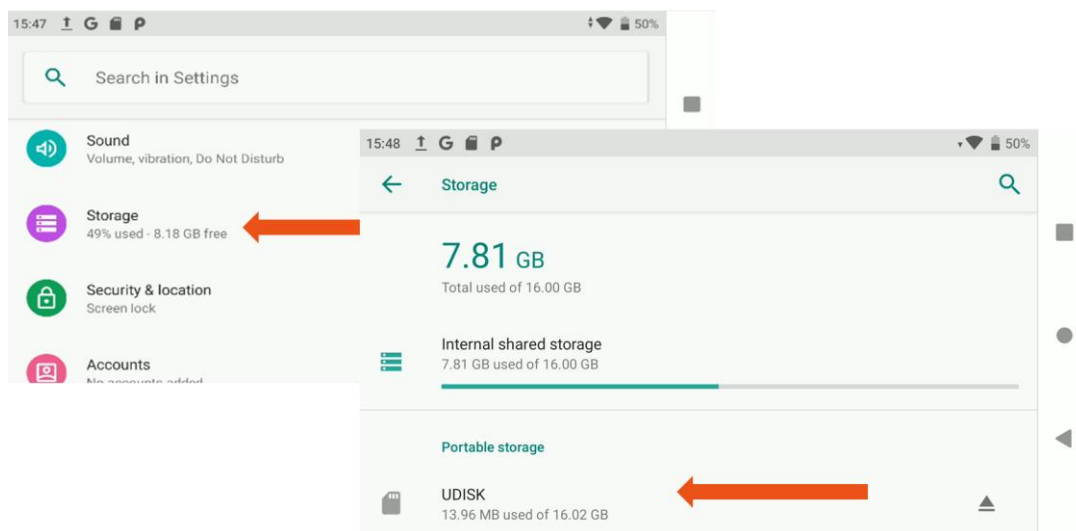 15:47 G P 50%
Search in Settings
Sound
Volume, vibration, Do Not Disturb
Storage
49% used - 8.18 GB free
Security & location
Screen lock
Accounts
No accounts added
15:48 G P 50%
Storage
7.81 GB
Total used of 16.00 GB
Internal shared storage
7.81 GB used of 16.00 GB
Portable storage
UDISK
13.96 MB used of 16.02 GB